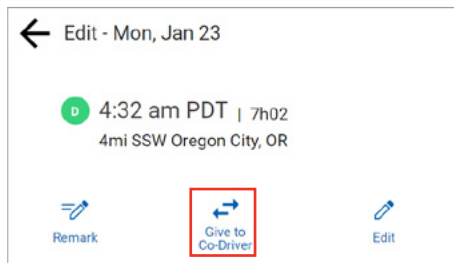 Edit - Mon, Jan 23
D 4:32 am PDT | 7h02
4mi SSW Oregon City, OR
Remark
Give to
Co-Driver
Edit